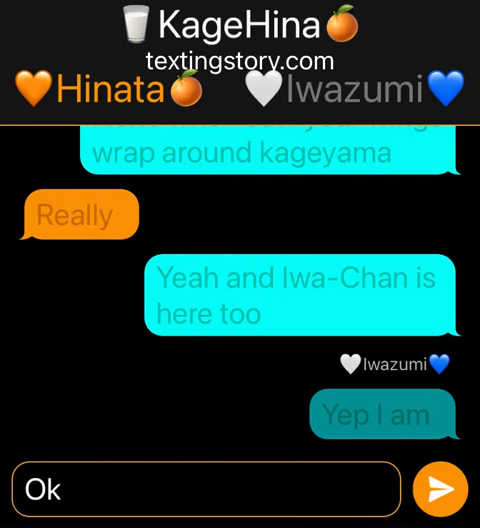 🥛KageHina🍊
textingstory.com
🧡Hinata🍊 🤍Iwazumi💙
wrap around kageyama
Really
Yeah and Iwa-Chan is
here too
🤍Iwazumi💙
Yep I am
Ok